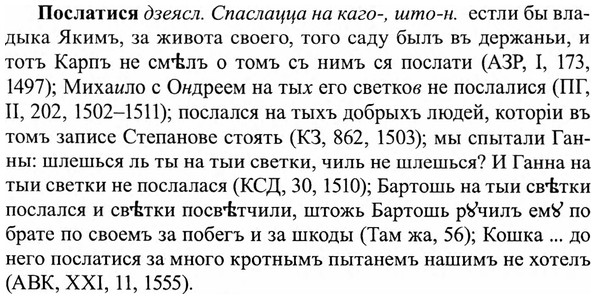 Послатися дзеясл. Спаслацца на каго-, што-н. естли бы вла-
дыка Якимъ, за живота своего, того саду былъ въ держаньи, и
тотъ Карпъ не смѣлъ о томъ съ нимъ ся послати (АЗР, I, 173,
1497); Михаило с Ондреем на тых его светков не послалися (ПГ,
II, 202, 1502–1511); послался на тыхъ добрыхъ людей, которіи въ
томъ записе Степанове стоять (КЗ, 862, 1503); мы спытали Ган-
ны: шлешься ль ты на тыи светки, чиль не шлешься? И Ганна на
тыи светки не послалася (КСД, 30, 1510); Бартошь на тыи свѣтки
послался и свѣтки посвѣтчили, штожь Бартошь рꙋчилъ емꙋ по
брате по своемъ за побегъ и за шкоды (Там жа, 56); Кошка ... до
него послатися за много кротнымъ пытанем нашимъ не хотелъ
(АВК, XXI, 11, 1555).